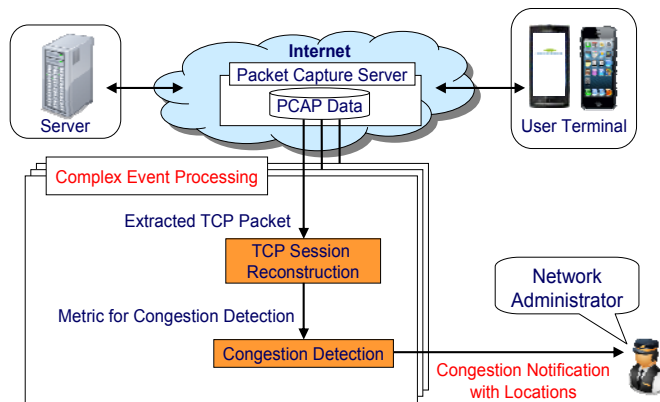 Internet
Packet Capture Server
PCAP Data
Server
User Terminal
Complex Event Processing
Extracted TCP Packet
TCP Session
Reconstruction
Metric for Congestion Detection
Congestion Detection
Network
Administrator
Congestion Notification
with Locations